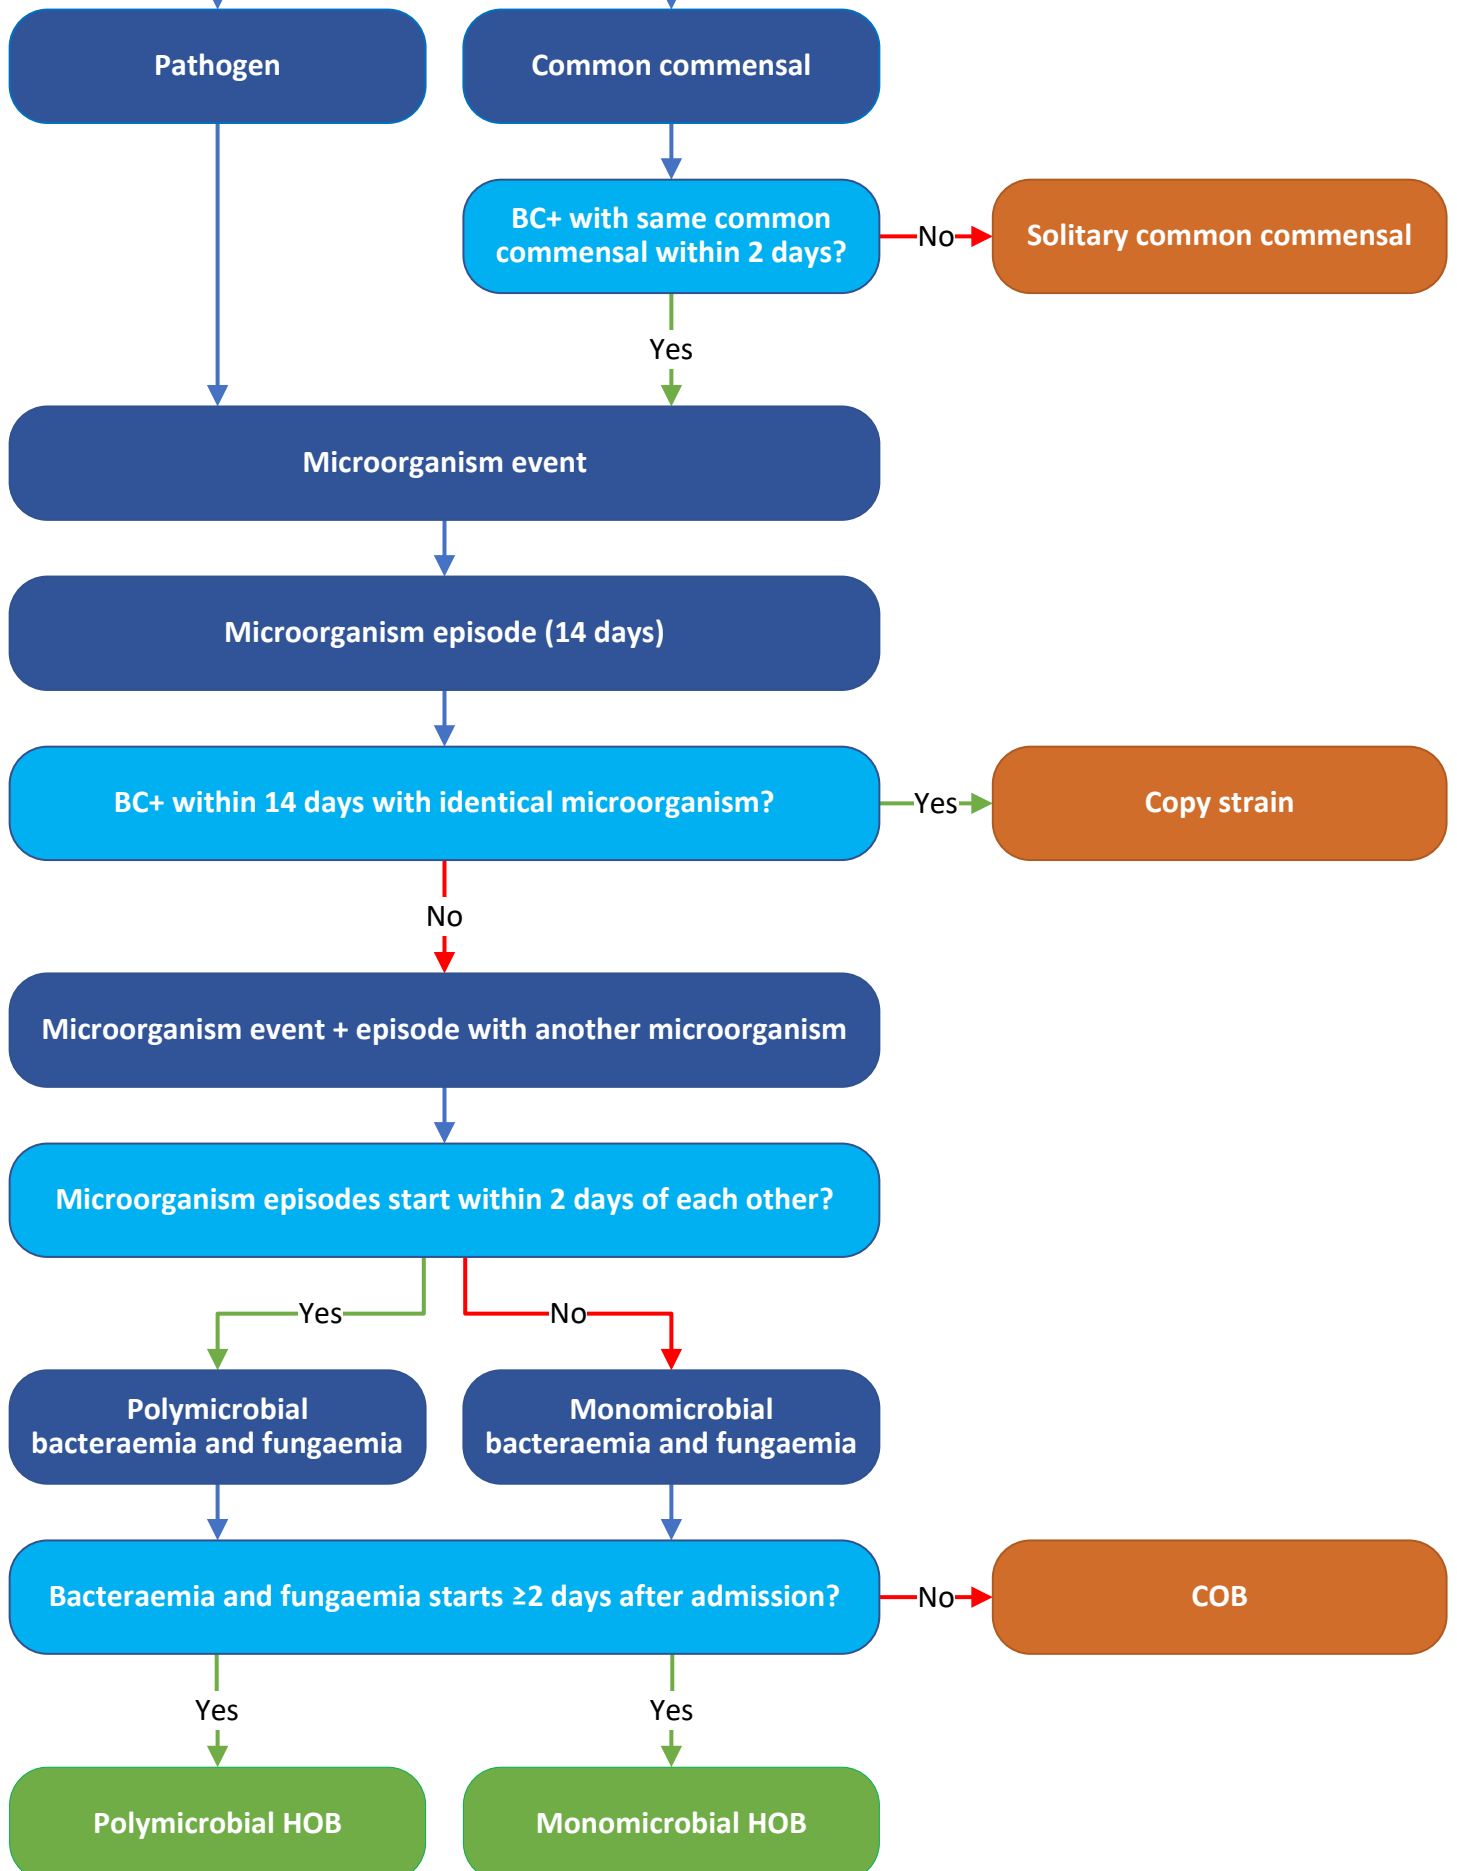 Pathogen
Common commensal
BC+ with same common
commensal within 2 days?
No
Solitary common commensal
Yes
Microorganism event
Microorganism episode (14 days)
BC+ within 14 days with identical microorganism?
Yes
Copy strain
No
Microorganism event + episode with another microorganism
Microorganism episodes start within 2 days of each other?
Yes
No
Polymicrobial
bacteraemia and fungaemia
Monomicrobial
bacteraemia and fungaemia
Bacteraemia and fungaemia starts ≥2 days after admission?
No
COB
Yes
Yes
Polymicrobial HOB
Monomicrobial HOB